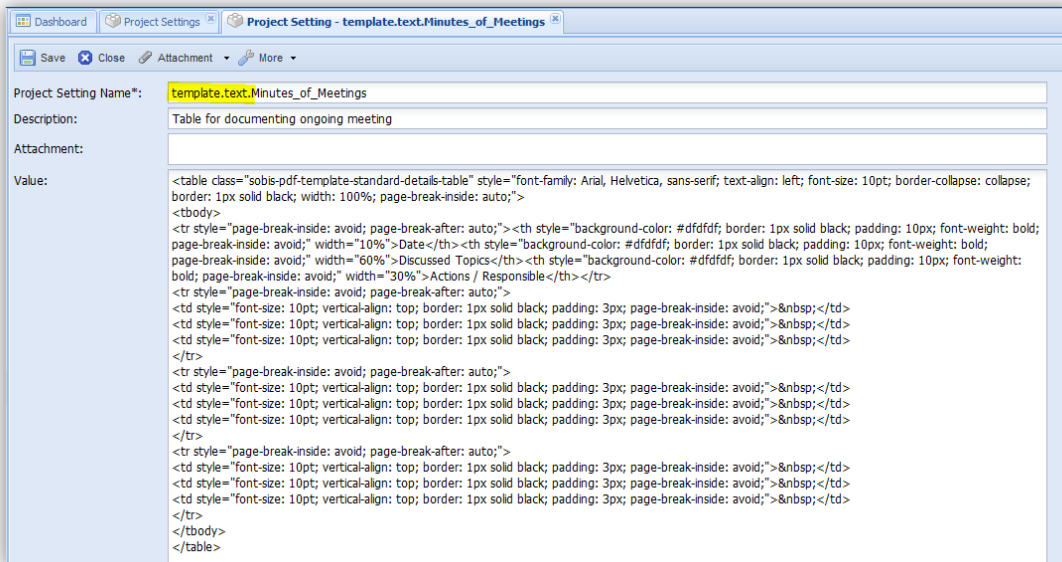 Dashboard Project Settings Project Setting - template.text.Minutes_of_Meetings
Save Close Attachment More
Project Setting Name*: template.text.Minutes_of_Meetings
Description: Table for documenting ongoing meeting
Attachment:
Value: <table class="sobis-pdf-template-standard-details-table" style="font-family: Arial, Helvetica, sans-serif; text-align: left; font-size: 10pt; border-collapse: collapse;
border: 1px solid black; width: 100%; page-break-inside: auto;">
<tbody>
<tr style="page-break-inside: avoid; page-break-after: auto;"><th style="background-color: #dfdfdf; border: 1px solid black; padding: 10px; font-weight: bold;
page-break-inside: avoid;" width="10%">Date</th><th style="background-color: #dfdfdf; border: 1px solid black; padding: 10px; font-weight: bold;
page-break-inside: avoid;" width="60%">Discussed Topics</th><th style="background-color: #dfdfdf; border: 1px solid black; padding: 10px; font-weight:
bold; page-break-inside: avoid;" width="30%">Actions / Responsible</th></tr>
<tr style="page-break-inside: avoid; page-break-after: auto;">
<td style="font-size: 10pt; vertical-align: top; border: 1px solid black; padding: 3px; page-break-inside: avoid;">&nbsp;</td>
<td style="font-size: 10pt; vertical-align: top; border: 1px solid black; padding: 3px; page-break-inside: avoid;">&nbsp;</td>
<td style="font-size: 10pt; vertical-align: top; border: 1px solid black; padding: 3px; page-break-inside: avoid;">&nbsp;</td>
</tr>
<tr style="page-break-inside: avoid; page-break-after: auto;">
<td style="font-size: 10pt; vertical-align: top; border: 1px solid black; padding: 3px; page-break-inside: avoid;">&nbsp;</td>
<td style="font-size: 10pt; vertical-align: top; border: 1px solid black; padding: 3px; page-break-inside: avoid;">&nbsp;</td>
<td style="font-size: 10pt; vertical-align: top; border: 1px solid black; padding: 3px; page-break-inside: avoid;">&nbsp;</td>
</tr>
<tr style="page-break-inside: avoid; page-break-after: auto;">
<td style="font-size: 10pt; vertical-align: top; border: 1px solid black; padding: 3px; page-break-inside: avoid;">&nbsp;</td>
<td style="font-size: 10pt; vertical-align: top; border: 1px solid black; padding: 3px; page-break-inside: avoid;">&nbsp;</td>
<td style="font-size: 10pt; vertical-align: top; border: 1px solid black; padding: 3px; page-break-inside: avoid;">&nbsp;</td>
</tr>
</tbody>
</table>